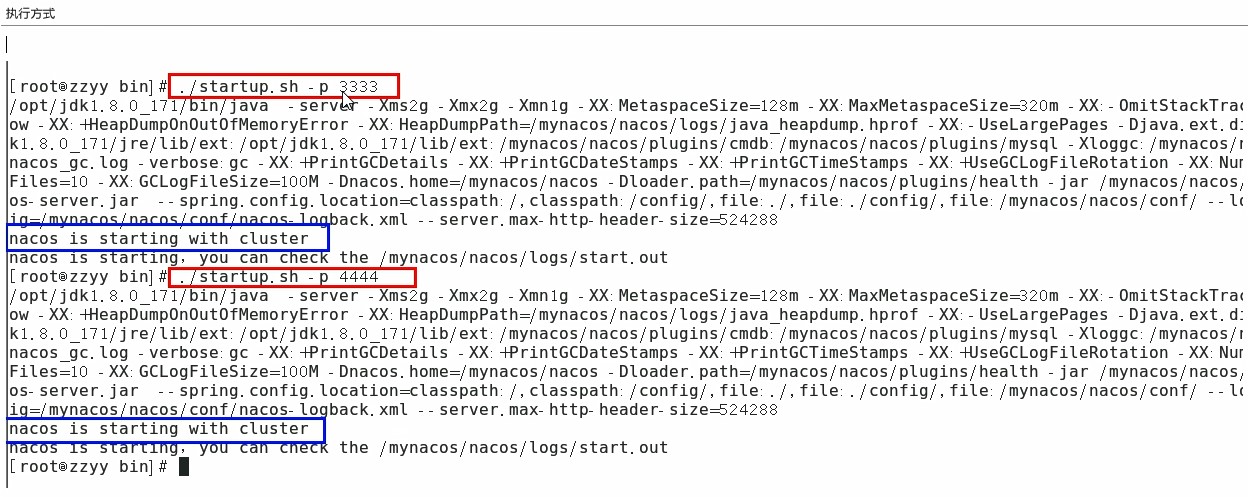 执行方式
[root@zzyy bin]# ./startup.sh -p 3333
/opt/jdk1.8.0_171/bin/java  -server -Xms2g -Xmx2g -Xmn1g -XX:MetaspaceSize=128m -XX:MaxMetaspaceSize=320m -XX:-OmitStackTrac
ow -XX:+HeapDumpOnOutOfMemoryError -XX:HeapDumpPath=/mynacos/nacos/logs/java_heapdump.hprof -XX:-UseLargePages -Djava.ext.di
k1.8.0_171/jre/lib/ext:/opt/jdk1.8.0_171/lib/ext:/mynacos/nacos/plugins/cmdb:/mynacos/nacos/plugins/mysql -Xloggc:/mynacos/n
nacos_gc.log -verbose:gc -XX:+PrintGCDetails -XX:+PrintGCDateStamps -XX:+PrintGCTimeStamps -XX:+UseGCLogFileRotation -XX:Num
Files=10 -XX:GCLogFileSize=100M -Dnacos.home=/mynacos/nacos -Dloader.path=/mynacos/nacos/plugins/health -jar /mynacos/nacos/
os-server.jar  --spring.config.location=classpath:/,classpath:/config/,file:./,file:./config/,file:/mynacos/nacos/conf/ --lo
ig=/mynacos/nacos/conf/nacos-logback.xml --server.max-http-header-size=524288
nacos is starting with cluster
nacos is starting, you can check the /mynacos/nacos/logs/start.out
[root@zzyy bin]# ./startup.sh -p 4444
/opt/jdk1.8.0_171/bin/java  -server -Xms2g -Xmx2g -Xmn1g -XX:MetaspaceSize=128m -XX:MaxMetaspaceSize=320m -XX:-OmitStackTrac
ow -XX:+HeapDumpOnOutOfMemoryError -XX:HeapDumpPath=/mynacos/nacos/logs/java_heapdump.hprof -XX:-UseLargePages -Djava.ext.di
k1.8.0_171/jre/lib/ext:/opt/jdk1.8.0_171/lib/ext:/mynacos/nacos/plugins/cmdb:/mynacos/nacos/plugins/mysql -Xloggc:/mynacos/n
nacos_gc.log -verbose:gc -XX:+PrintGCDetails -XX:+PrintGCDateStamps -XX:+PrintGCTimeStamps -XX:+UseGCLogFileRotation -XX:Num
Files=10 -XX:GCLogFileSize=100M -Dnacos.home=/mynacos/nacos -Dloader.path=/mynacos/nacos/plugins/health -jar /mynacos/nacos/
os-server.jar  --spring.config.location=classpath:/,classpath:/config/,file:./,file:./config/,file:/mynacos/nacos/conf/ --lo
ig=/mynacos/nacos/conf/nacos-logback.xml --server.max-http-header-size=524288
nacos is starting with cluster
nacos is starting, you can check the /mynacos/nacos/logs/start.out
[root@zzyy bin]#